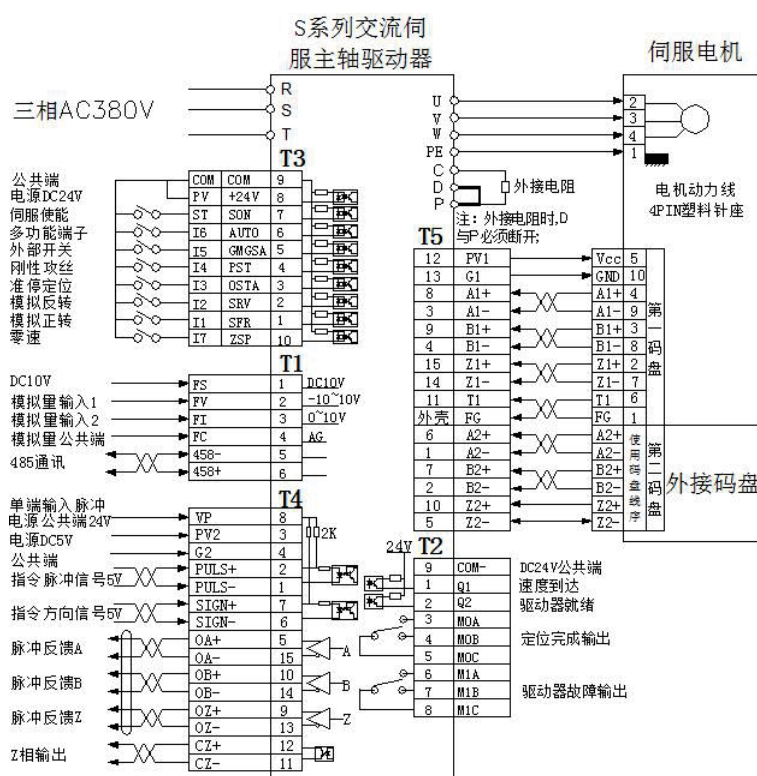 S系列交流伺
服主轴驱动器
伺服电机
三相AC380V
R
S
T
U
V
W
PE
C
D
P
2
3
4
1
外接电阻
注: 外接电阻时,D
与P必须断开;
电机动力线
4PIN塑料针座
T3
公共端 COM COM 9
电源DC24V PV +24V 8
伺服使能 ST SON 7
多功能端子 I6 AUTO 6
外部开关 I5 GMGSA 5
刚性攻丝 I4 PST 4
准停定位 I3 OSTA 3
模拟反转 I2 SRV 2
模拟正转 I1 SFR 1
零速 I7 ZSP 10
T1
DC10V FS 1 DC10V
模拟量输入1 FV 2 -10~10V
模拟量输入2 FI 3 0~10V
模拟量公共端 FC 4 AG
485通讯 458- 5
458+ 6
T4
单端输入脉冲
电源公共端24V VP 8
电源DC5V PV2 3
公共端 G2 4
2K
指令脉冲信号5V PULS+ 2
PULS- 1
指令方向信号5V SIGN+ 7
SIGN- 6
脉冲反馈A OA+ 5 A
OA- 15
脉冲反馈B OB+ 10 B
OB- 14
脉冲反馈Z OZ+ 9 Z
OZ- 13
Z相输出 CZ+ 12
CZ- 11
T5
12 PV1 Vcc 5
13 G1 GND 10
8 A1+ A1+ 4
3 A1- A1- 9
9 B1+ B1+ 3
4 B1- B1- 8
15 Z1+ Z1+ 2
14 Z1- Z1- 7
11 T1 T1 6
外壳 FG FG 1
6 A2+ A2+
1 A2- A2-
7 B2+ B2+
2 B2- B2-
10 Z2+ Z2+
5 Z2- Z2-
第一码盘
使用码盘线序
第二码盘
外接码盘
24V
T2
9 COM- DC24V公共端
1 Q1 速度到达
2 Q2 驱动器就绪
3 MOA
4 MOB 定位完成输出
5 MOC
6 M1A
7 M1B 驱动器故障输出
8 M1C